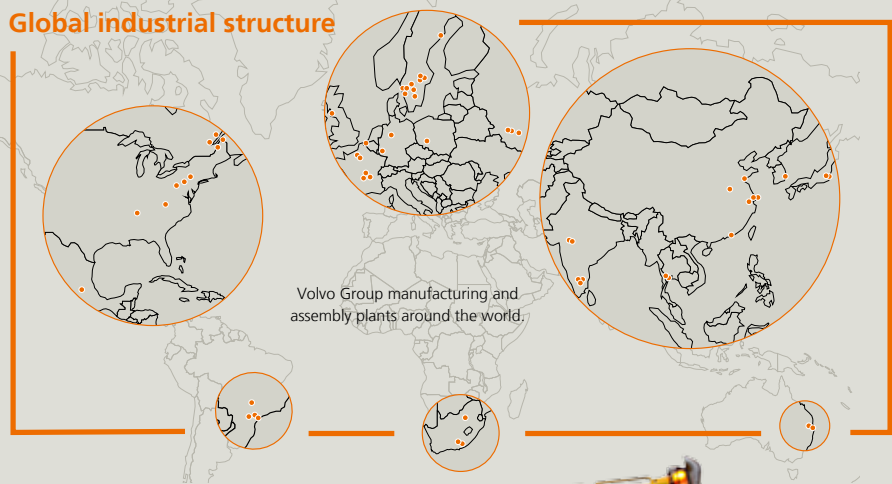 Global industrial structure
Volvo Group manufacturing and
assembly plants around the world.